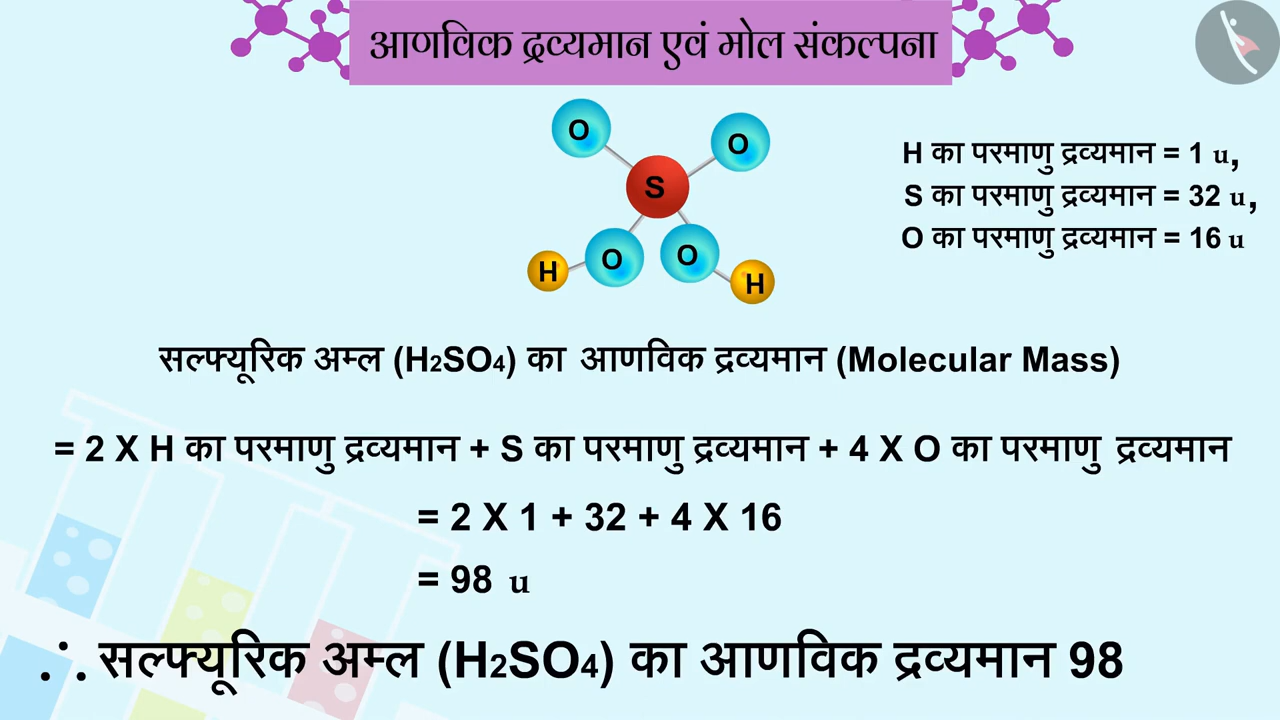 आणविक द्रव्यमान एवं मोल संकल्पना
O
O
S
O
O
H
H
H का परमाणु द्रव्यमान = 1 u,
S का परमाणु द्रव्यमान = 32 u,
O का परमाणु द्रव्यमान = 16 u
सल्फ्यूरिक अम्ल (H2SO4) का आणविक द्रव्यमान (Molecular Mass)
= 2 X H का परमाणु द्रव्यमान + S का परमाणु द्रव्यमान + 4 X O का परमाणु द्रव्यमान
= 2 X 1 + 32 + 4 X 16
= 98 u
∴ सल्फ्यूरिक अम्ल (H2SO4) का आणविक द्रव्यमान 98